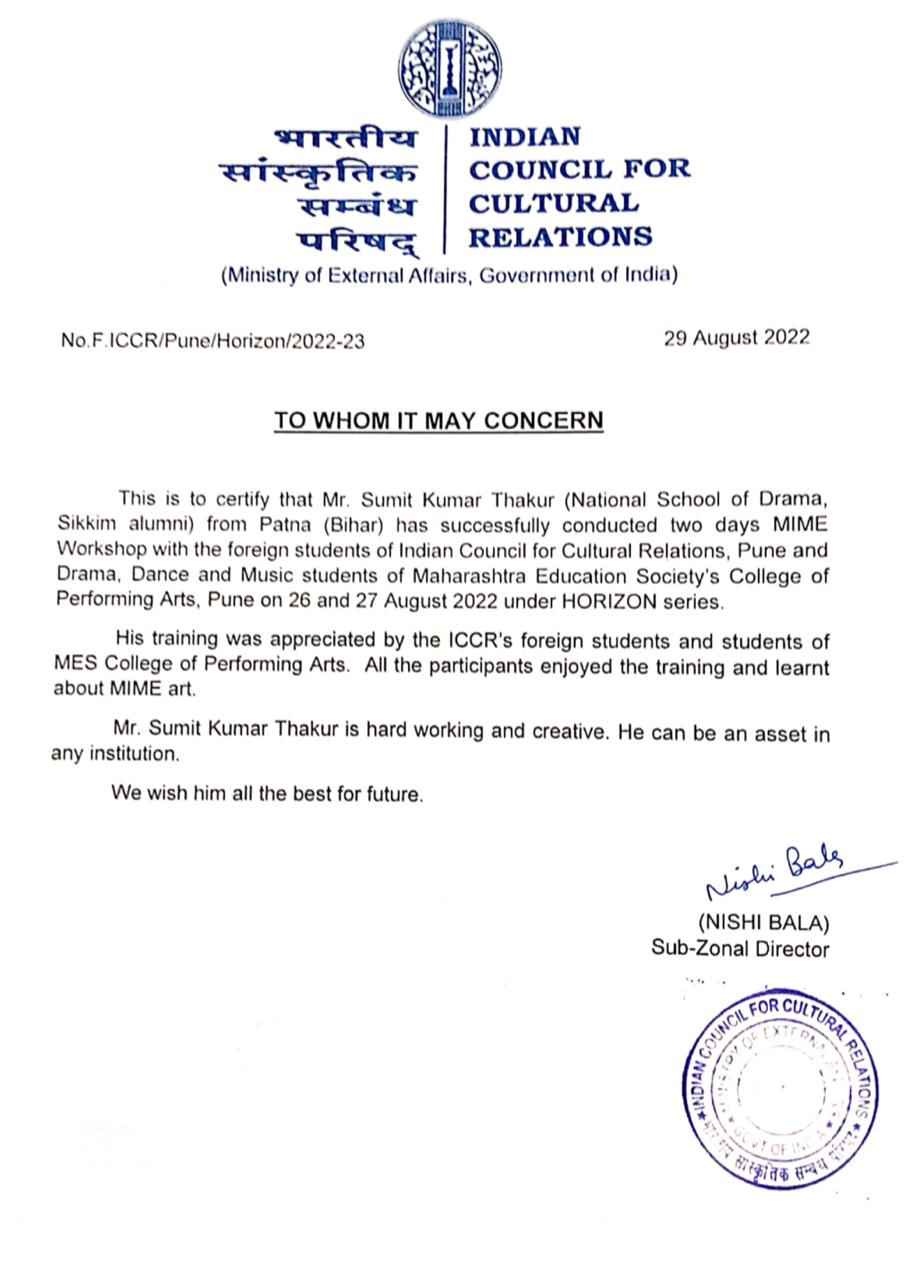 भारतीय
सांस्कृतिक
सम्बंध
परिषद्
INDIAN
COUNCIL FOR
CULTURAL
RELATIONS
(Ministry of External Affairs, Government of India)
No.F.ICCR/Pune/Horizon/2022-23
29 August 2022
TO WHOM IT MAY CONCERN
This is to certify that Mr. Sumit Kumar Thakur (National School of Drama,
Sikkim alumni) from Patna (Bihar) has successfully conducted two days MIME
Workshop with the foreign students of Indian Council for Cultural Relations, Pune and
Drama, Dance and Music students of Maharashtra Education Society's College of
Performing Arts, Pune on 26 and 27 August 2022 under HORIZON series.
His training was appreciated by the ICCR's foreign students and students of
MES College of Performing Arts. All the participants enjoyed the training and learnt
about MIME art.
Mr. Sumit Kumar Thakur is hard working and creative. He can be an asset in
any institution.
We wish him all the best for future.
Nishi Bala
(NISHI BALA)
Sub-Zonal Director
INDIAN COUNCIL FOR CULTURAL RELATIONS
MINISTRY OF EXTERNAL
GOVT OF INDIA
सांस्कृतिक सम्बंध